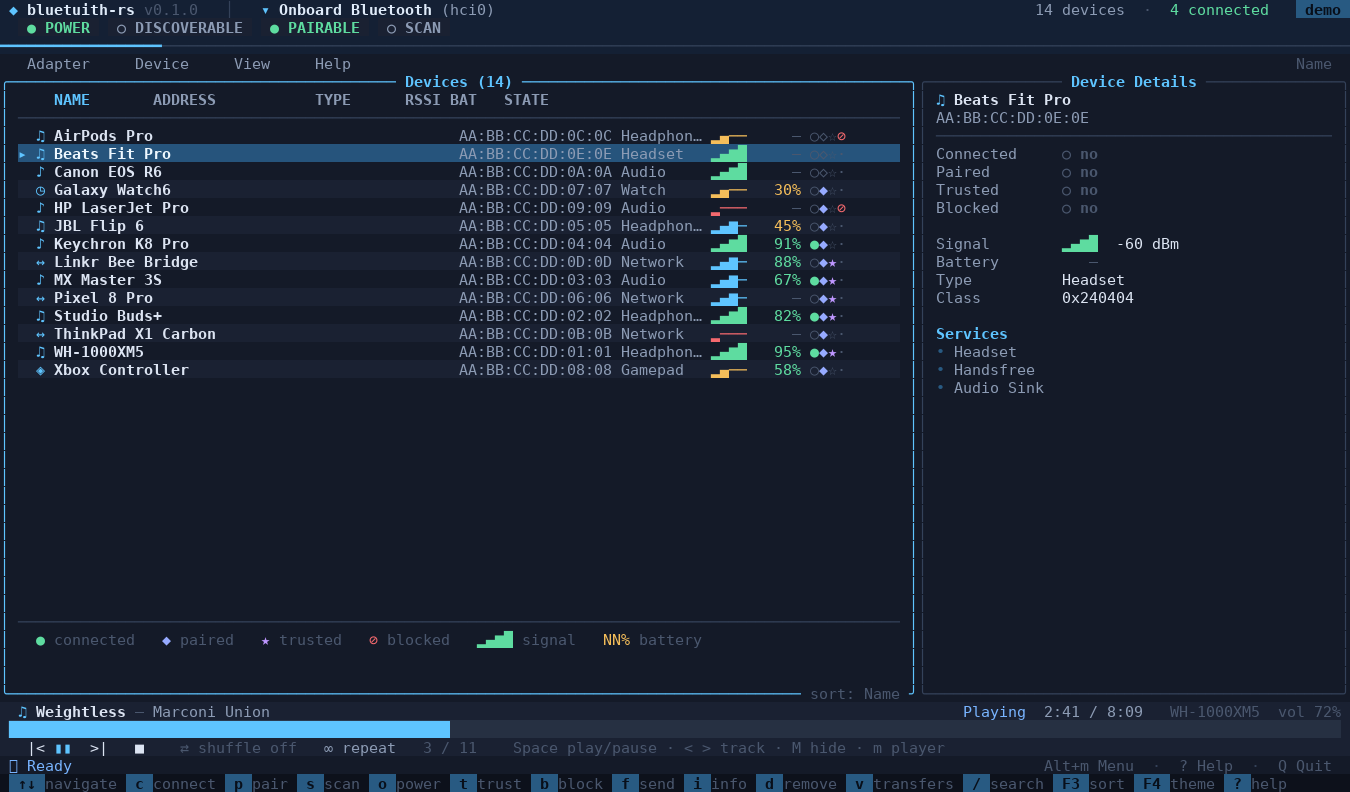 ◆ bluetuith-rs v0.1.0 │ ▾ Onboard Bluetooth (hci0) 14 devices · 4 connected demo
● POWER ○ DISCOVERABLE ● PAIRABLE ○ SCAN
Adapter Device View Help Name
Devices (14) Device Details
NAME ADDRESS TYPE RSSI BAT STATE
♫ Beats Fit Pro
AA:BB:CC:DD:0E:0E
♫ AirPods Pro AA:BB:CC:DD:0C:0C Headphon… — ○◇☆⊘
▸ ♫ Beats Fit Pro AA:BB:CC:DD:0E:0E Headset — ○◇☆·
♪ Canon EOS R6 AA:BB:CC:DD:0A:0A Audio — ○◇☆·
◷ Galaxy Watch6 AA:BB:CC:DD:07:07 Watch 30% ○◆☆·
♪ HP LaserJet Pro AA:BB:CC:DD:09:09 Audio — ○◆☆⊘
♫ JBL Flip 6 AA:BB:CC:DD:05:05 Headphon… 45% ○◆☆·
♪ Keychron K8 Pro AA:BB:CC:DD:04:04 Audio 91% ●◆☆·
↔ Linkr Bee Bridge AA:BB:CC:DD:0D:0D Network 88% ○◆★·
♪ MX Master 3S AA:BB:CC:DD:03:03 Audio 67% ●◆★·
↔ Pixel 8 Pro AA:BB:CC:DD:06:06 Network — ○◆★·
♫ Studio Buds+ AA:BB:CC:DD:02:02 Headphon… 82% ●◆★·
↔ ThinkPad X1 Carbon AA:BB:CC:DD:0B:0B Network — ○◆☆·
♫ WH-1000XM5 AA:BB:CC:DD:01:01 Headphon… 95% ●◆★·
◈ Xbox Controller AA:BB:CC:DD:08:08 Gamepad 58% ○◆☆·
Connected ○ no
Paired ○ no
Trusted ○ no
Blocked ○ no
Signal -60 dBm
Battery —
Type Headset
Class 0x240404
Services
• Headset
• Handsfree
• Audio Sink
● connected ◆ paired ★ trusted ⊘ blocked signal NN% battery
sort: Name
♫ Weightless — Marconi Union Playing 2:41 / 8:09 WH-1000XM5 vol 72%
|< ▮▮ >| ■ ⇄ shuffle off ∞ repeat 3 / 11 Space play/pause · < > track · M hide · m player
Ready Alt+m Menu · ? Help · Q Quit
↑↓ navigate c connect p pair s scan o power t trust b block f send i info d remove v transfers / search F3 sort F4 theme ? help